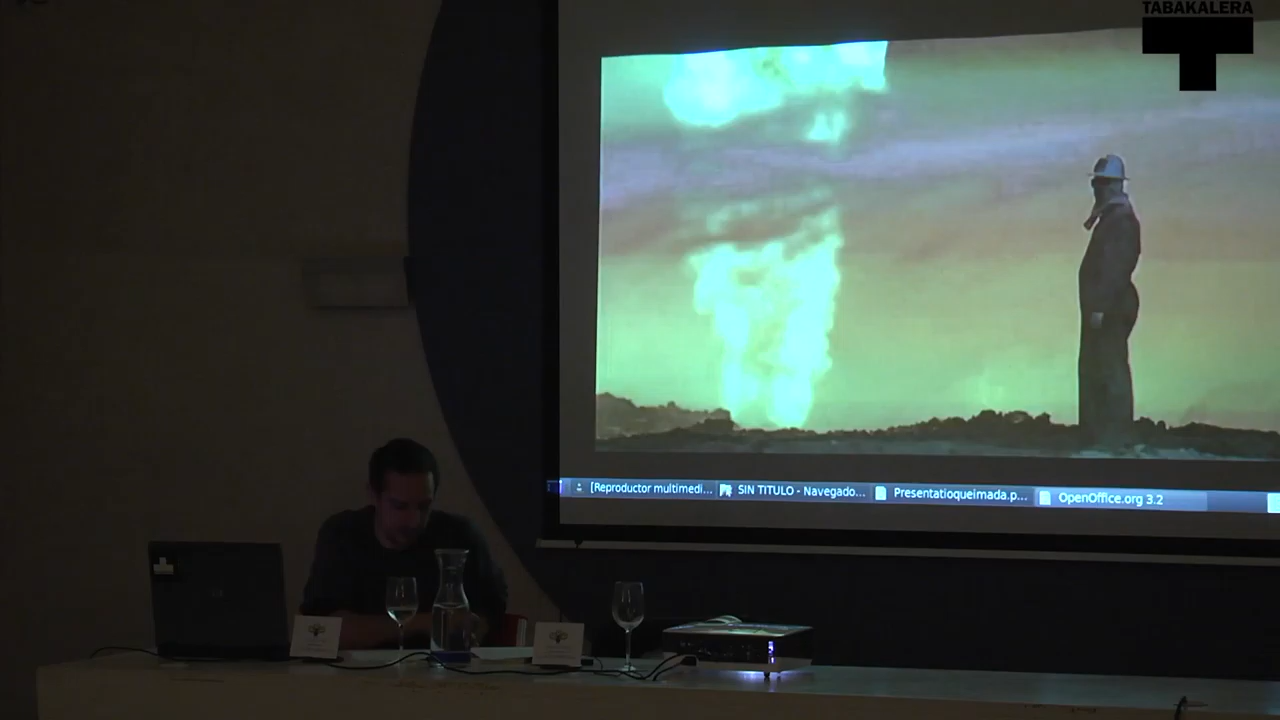 TABAKALERA
[Reproductor multimedi...
SIN TITULO - Navegado...
Presentatioqueimada.p...
OpenOffice.org 3.2